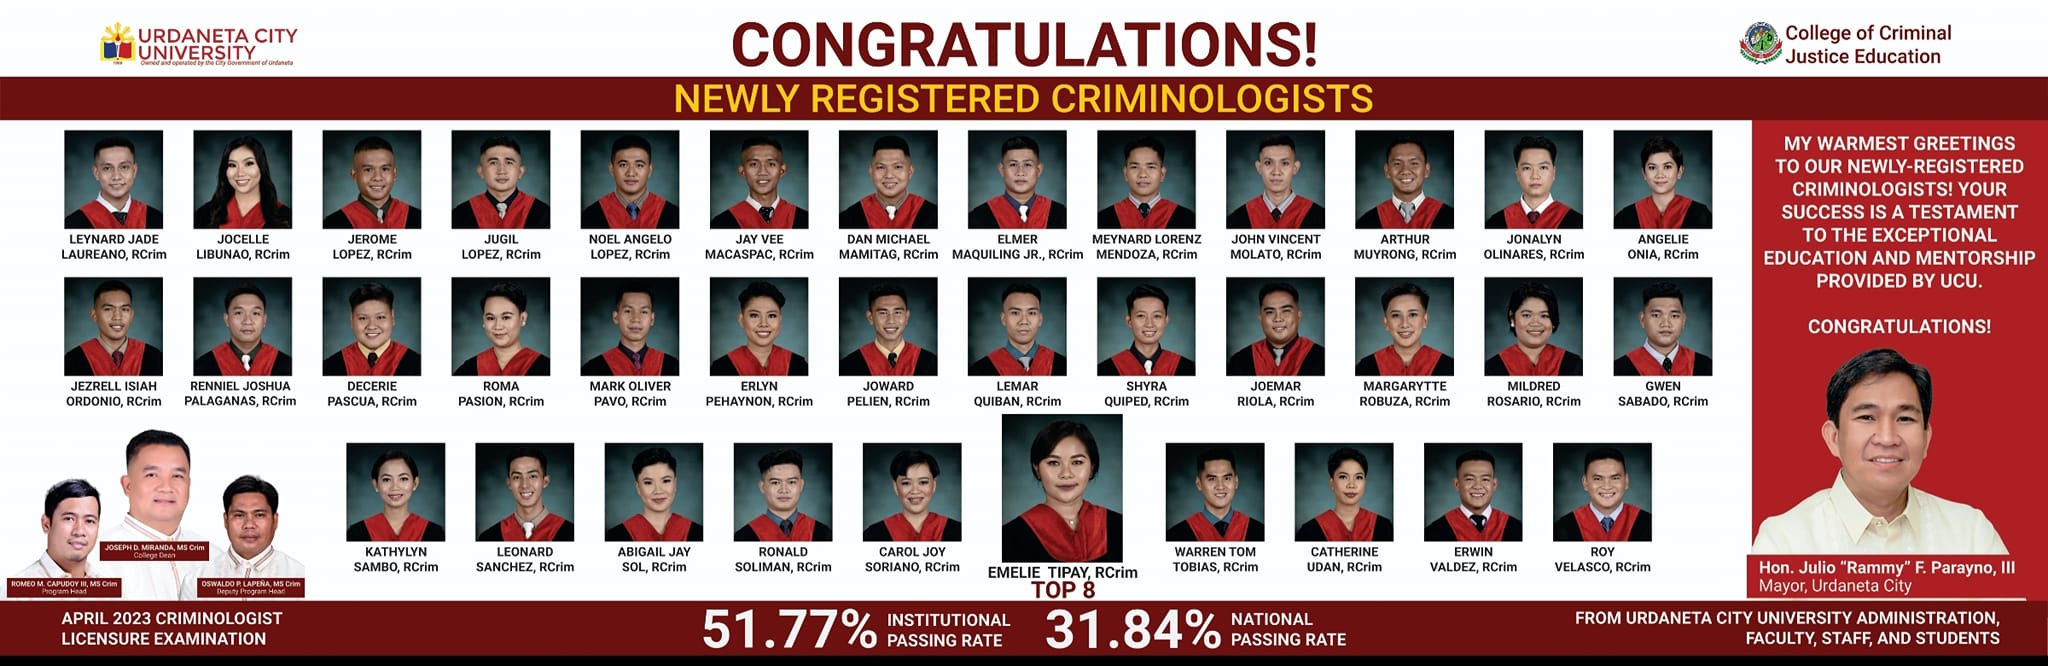 URDANETA CITY
UNIVERSITY
Owned and operated by the City Government of Urdaneta
CONGRATULATIONS!
College of Criminal
Justice Education
NEWLY REGISTERED CRIMINOLOGISTS
LEYNARD JADE
LAUREANO, RCrim
JOCELLE
LIBUNAO, RCrim
JEROME
LOPEZ, RCrim
JUGIL
LOPEZ, RCrim
NOEL ANGELO
LOPEZ, RCrim
JAY VEE
MACASPAC, RCrim
DAN MICHAEL
MAMITAG, RCrim
ELMER
MAQUILING JR., RCrim
MEYNARD LORENZ
MENDOZA, RCrim
JOHN VINCENT
MOLATO, RCrim
ARTHUR
MUYRONG, RCrim
JONALYN
OLINARES, RCrim
ANGELIE
ONIA, RCrim
JEZRELL ISIAH
ORDONIO, RCrim
RENNIEL JOSHUA
PALAGANAS, RCrim
DECERIE
PASCUA, RCrim
ROMA
PASION, RCrim
MARK OLIVER
PAVO, RCrim
ERLYN
PEHAYNON, RCrim
JOWARD
PELIEN, RCrim
LEMAR
QUIBAN, RCrim
SHYRA
QUIPED, RCrim
JOEMAR
RIOLA, RCrim
MARGARYTTE
ROBUZA, RCrim
MILDRED
ROSARIO, RCrim
GWEN
SABADO, RCrim
KATHYLYN
SAMBO, RCrim
LEONARD
SANCHEZ, RCrim
ABIGAIL JAY
SOL, RCrim
RONALD
SOLIMAN, RCrim
CAROL JOY
SORIANO, RCrim
EMELIE TIPAY, RCrim
TOP 8
WARREN TOM
TOBIAS, RCrim
CATHERINE
UDAN, RCrim
ERWIN
VALDEZ, RCrim
ROY
VELASCO, RCrim
JOSEPH D. MIRANDA, MS Crim
College Dean
ROMEO M. CAPUDOY III, MS Crim
Program Head
OSWALDO P. LAPEÑA, MS Crim
Deputy Program Head
MY WARMEST GREETINGS
TO OUR NEWLY-REGISTERED
CRIMINOLOGISTS! YOUR
SUCCESS IS A TESTAMENT
TO THE EXCEPTIONAL
EDUCATION AND MENTORSHIP
PROVIDED BY UCU.
CONGRATULATIONS!
Hon. Julio “Rammy” F. Parayno, III
Mayor, Urdaneta City
APRIL 2023 CRIMINOLOGIST
LICENSURE EXAMINATION
51.77% INSTITUTIONAL
PASSING RATE
31.84% NATIONAL
PASSING RATE
FROM URDANETA CITY UNIVERSITY ADMINISTRATION,
FACULTY, STAFF, AND STUDENTS